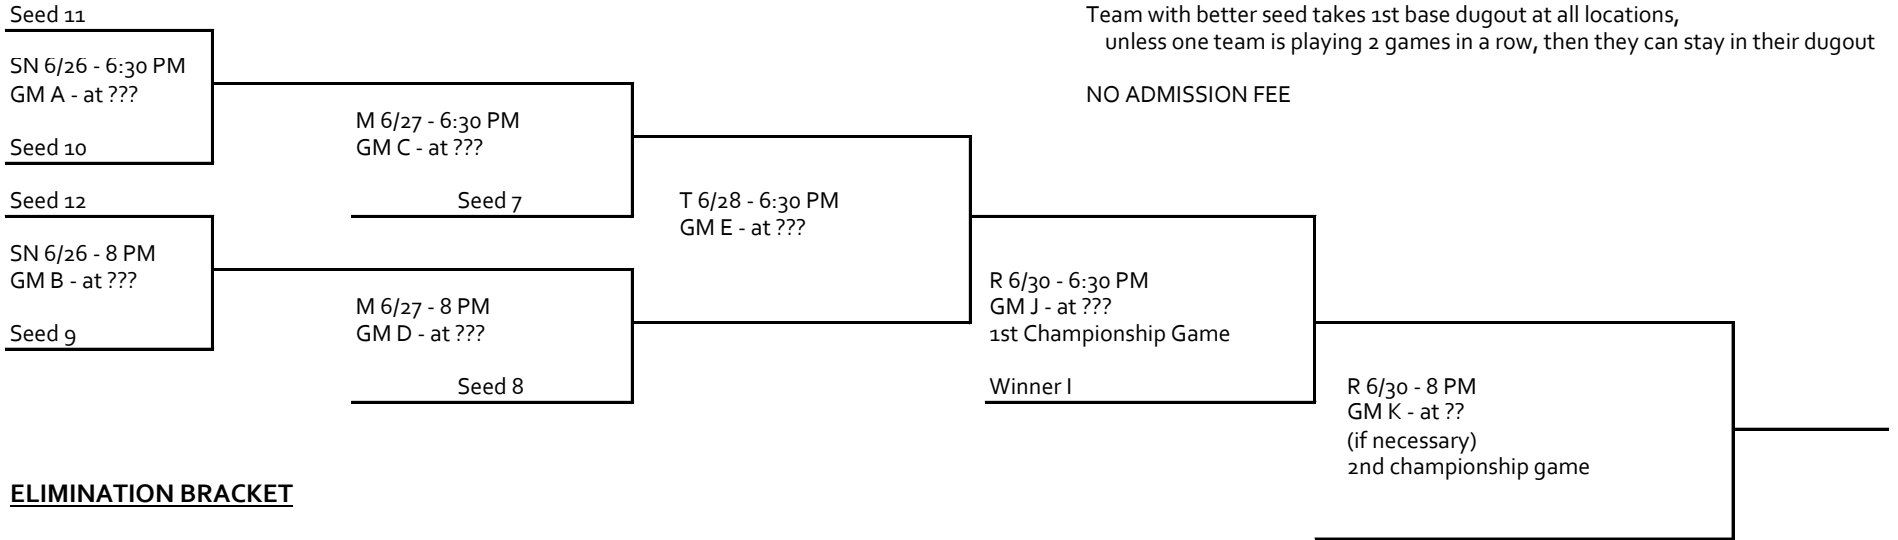 Seed 11
Team with better seed takes 1st base dugout at all locations,
unless one team is playing 2 games in a row, then they can stay in their dugout
SN 6/26 - 6:30 PM
GM A - at ???
NO ADMISSION FEE
M 6/27 - 6:30 PM
GM C - at ???
Seed 10
Seed 12
Seed 7
T 6/28 - 6:30 PM
GM E - at ???
SN 6/26 - 8 PM
GM B - at ???
R 6/30 - 6:30 PM
GM J - at ???
1st Championship Game
M 6/27 - 8 PM
GM D - at ???
Seed 9
Seed 8
Winner I
R 6/30 - 8 PM
GM K - at ??
(if necessary)
2nd championship game
ELIMINATION BRACKET